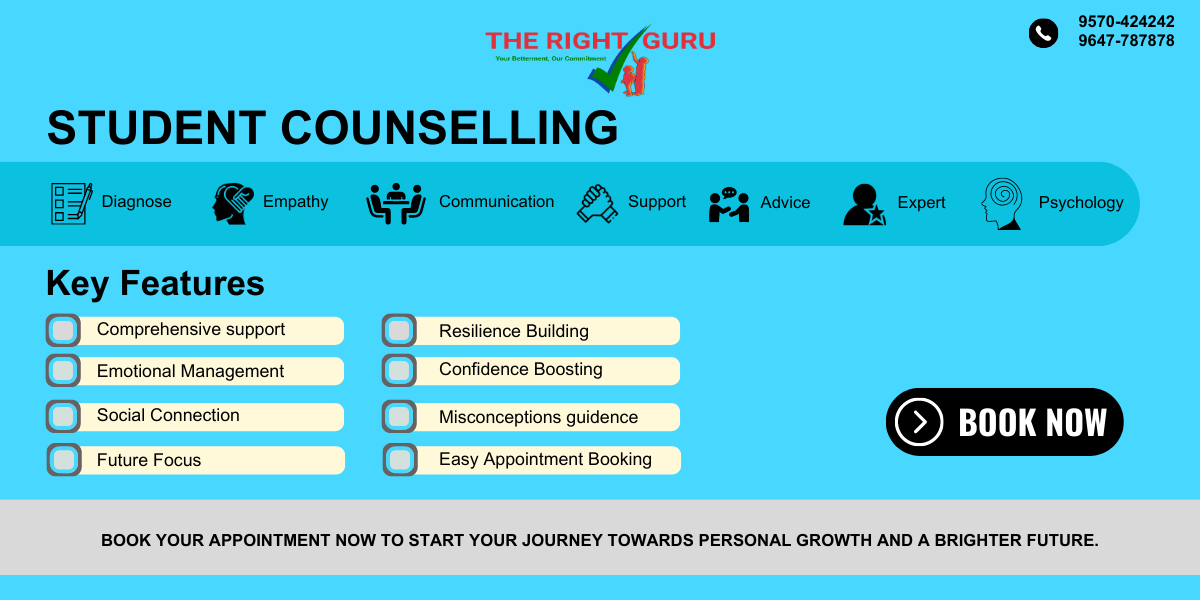 9570-424242
9647-787878
THE RIGHT GURU
Your Betterment, Our Commitment
STUDENT COUNSELLING
Diagnose
Empathy
Communication
Support
Advice
Expert
Psychology
Key Features
Comprehensive support
Resilience Building
Emotional Management
Confidence Boosting
Social Connection
Misconceptions guidence
Future Focus
Easy Appointment Booking
BOOK NOW
BOOK YOUR APPOINTMENT NOW TO START YOUR JOURNEY TOWARDS PERSONAL GROWTH AND A BRIGHTER FUTURE.